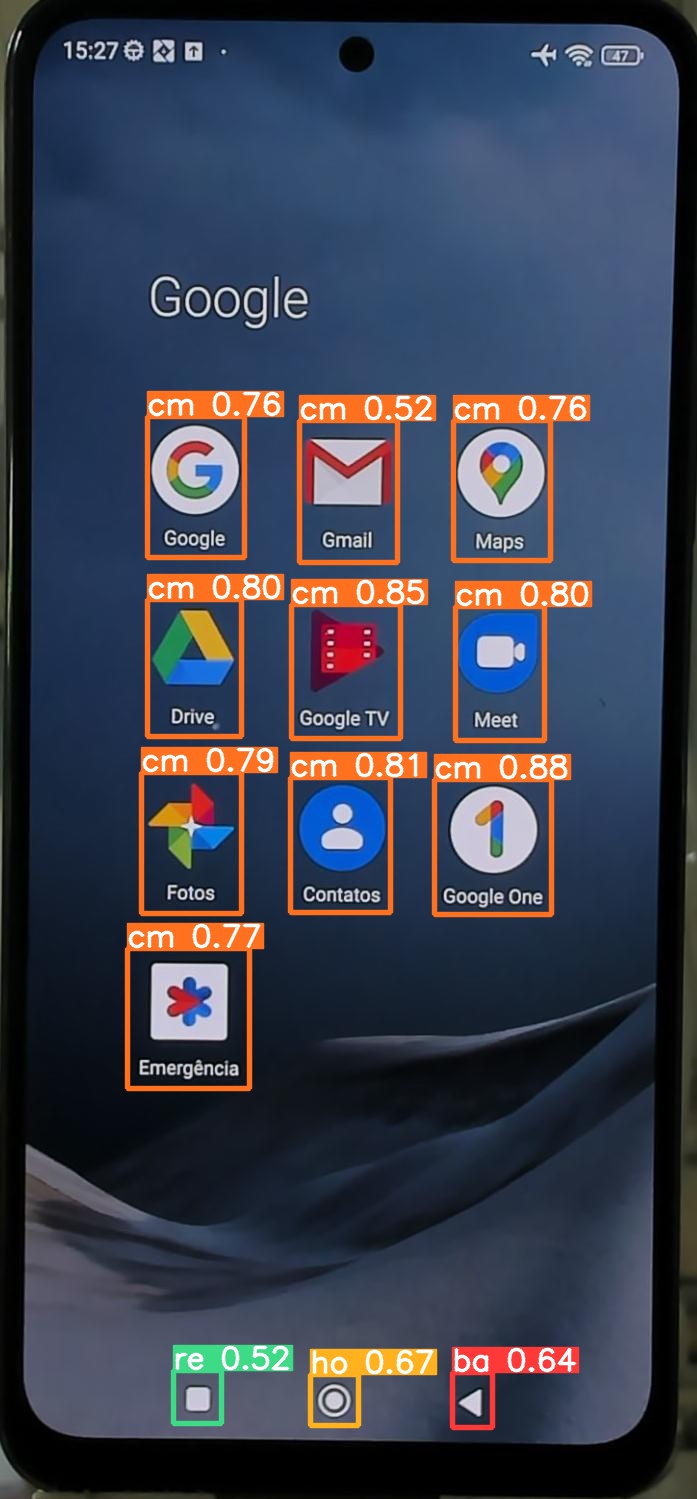 15:27 47
Google
cm 0.76 cm 0.52 cm 0.76
Google Gmail Maps
cm 0.80 cm 0.85 cm 0.80
Drive Google TV Meet
cm 0.79 cm 0.81 cm 0.88
Fotos Contatos Google One
cm 0.77
Emergência
re 0.52 ho 0.67 ba 0.64